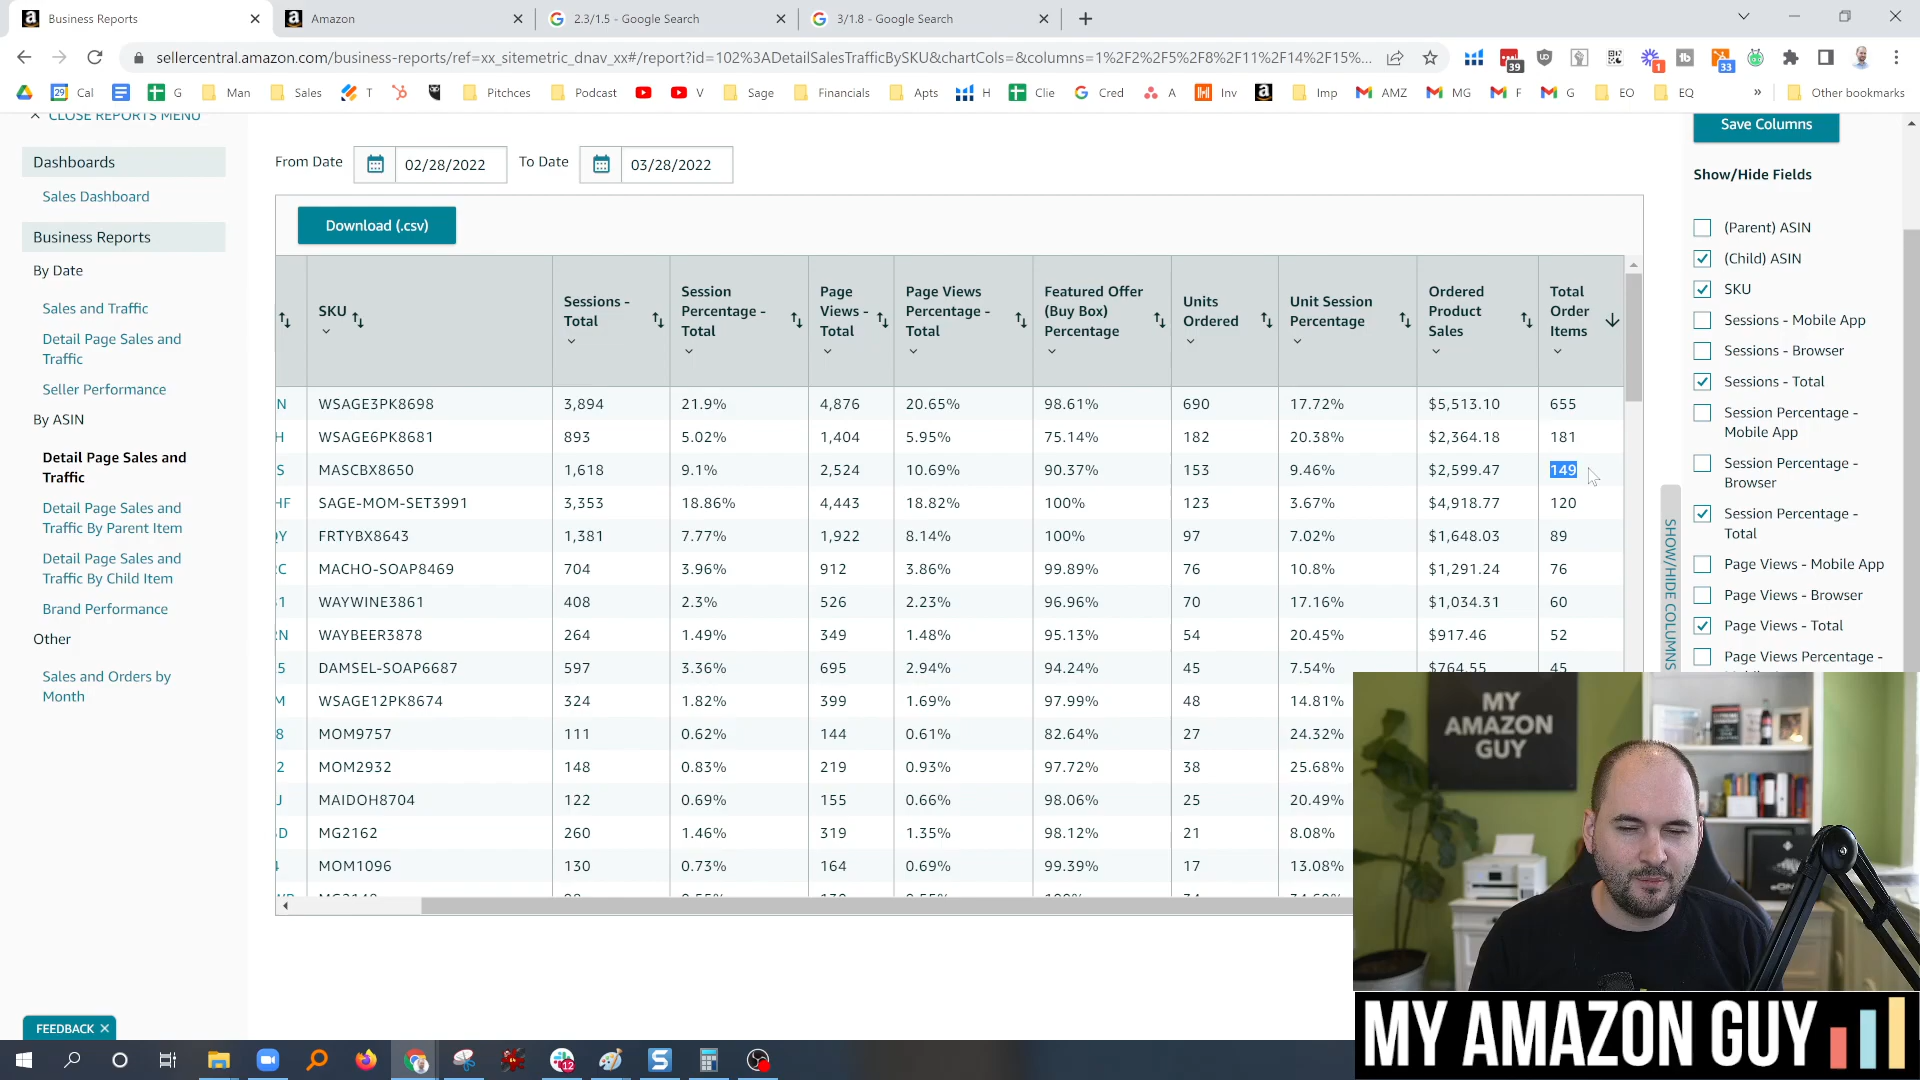 Business Reports
Amazon
2.3/1.5 - Google Search
3/1.8 - Google Search
sellercentral.amazon.com/business-reports/ref=xx_sitemetric_dnav_xx#/report?id=102%3ADetailSalesTrafficBySKU&chartCols=&columns=1%2F2%2F5%2F8%2F11%2F14%2F15%...
39
1
33
29 Cal
G
Man
Sales
T
Pitchces
Podcast
V
Sage
Financials
Apts
H
Clie
Cred
A
Inv
Imp
AMZ
MG
F
G
EO
EQ
»
Other bookmarks
CLOSE REPORTS MENU
Dashboards
Sales Dashboard
Business Reports
By Date
Sales and Traffic
Detail Page Sales and
Traffic
Seller Performance
By ASIN
Detail Page Sales and
Traffic
Detail Page Sales and
Traffic By Parent Item
Detail Page Sales and
Traffic By Child Item
Brand Performance
Other
Sales and Orders by
Month
FEEDBACK
From Date
02/28/2022
To Date
03/28/2022
Download (.csv)
SKU
Sessions -
Total
Session
Percentage -
Total
Page
Views -
Total
Page Views
Percentage -
Total
Featured Offer
(Buy Box)
Percentage
Units
Ordered
Unit Session
Percentage
Ordered
Product
Sales
Total
Order
Items
N WSAGE3PK8698 3,894 21.9% 4,876 20.65% 98.61% 690 17.72% $5,513.10 655
H WSAGE6PK8681 893 5.02% 1,404 5.95% 75.14% 182 20.38% $2,364.18 181
S MASCBX8650 1,618 9.1% 2,524 10.69% 90.37% 153 9.46% $2,599.47 149
HF SAGE-MOM-SET3991 3,353 18.86% 4,443 18.82% 100% 123 3.67% $4,918.77 120
QY FRTYBX8643 1,381 7.77% 1,922 8.14% 100% 97 7.02% $1,648.03 89
C MACHO-SOAP8469 704 3.96% 912 3.86% 99.89% 76 10.8% $1,291.24 76
1 WAYWINE3861 408 2.3% 526 2.23% 96.96% 70 17.16% $1,034.31 60
RN WAYBEER3878 264 1.49% 349 1.48% 95.13% 54 20.45% $917.46 52
5 DAMSEL-SOAP6687 597 3.36% 695 2.94% 94.24% 45 7.54% $764.55 45
M WSAGE12PK8674 324 1.82% 399 1.69% 97.99% 48 14.81%
8 MOM9757 111 0.62% 144 0.61% 82.64% 27 24.32%
2 MOM2932 148 0.83% 219 0.93% 97.72% 38 25.68%
J MAIDOH8704 122 0.69% 155 0.66% 98.06% 25 20.49%
D MG2162 260 1.46% 319 1.35% 98.12% 21 8.08%
4 MOM1096 130 0.73% 164 0.69% 99.39% 17 13.08%
SHOW/HIDE COLUMNS
Save Columns
Show/Hide Fields
(Parent) ASIN
(Child) ASIN
SKU
Sessions - Mobile App
Sessions - Browser
Sessions - Total
Session Percentage -
Mobile App
Session Percentage -
Browser
Session Percentage -
Total
Page Views - Mobile App
Page Views - Browser
Page Views - Total
Page Views Percentage -
MY
AMAZON
GUY
MY AMAZON GUY
12